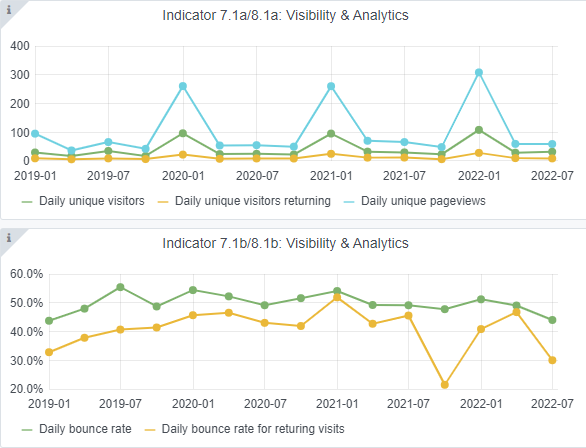 i
Indicator 7.1a/8.1a: Visibility & Analytics
400
300
200
100
0
2019-01 2019-07 2020-01 2020-07 2021-01 2021-07 2022-01 2022-07
Daily unique visitors Daily unique visitors returning Daily unique pageviews
i
Indicator 7.1b/8.1b: Visibility & Analytics
60.0%
50.0%
40.0%
30.0%
20.0%
2019-01 2019-07 2020-01 2020-07 2021-01 2021-07 2022-01 2022-07
Daily bounce rate Daily bounce rate for returing visits